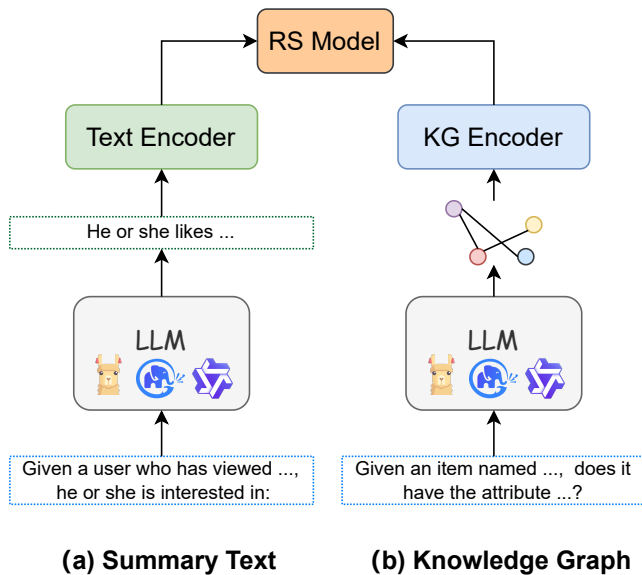 RS Model
Text Encoder
KG Encoder
He or she likes ...
LLM
LLM
Given a user who has viewed ...,
he or she is interested in:
Given an item named ...,  does it
have the attribute ...?
(a) Summary Text
(b) Knowledge Graph